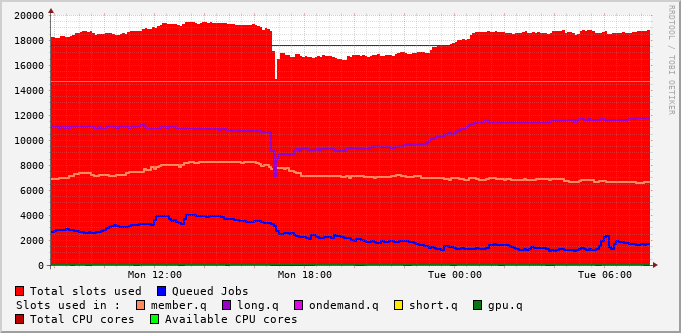 20000
18000
16000
14000
12000
10000
8000
6000
4000
2000
0
Mon 12:00 Mon 18:00 Tue 00:00 Tue 06:00
RRDTOOL / TOBI OETIKER
Total slots used Queued Jobs
Slots used in : member.q long.q ondemand.q short.q gpu.q
Total CPU cores Available CPU cores